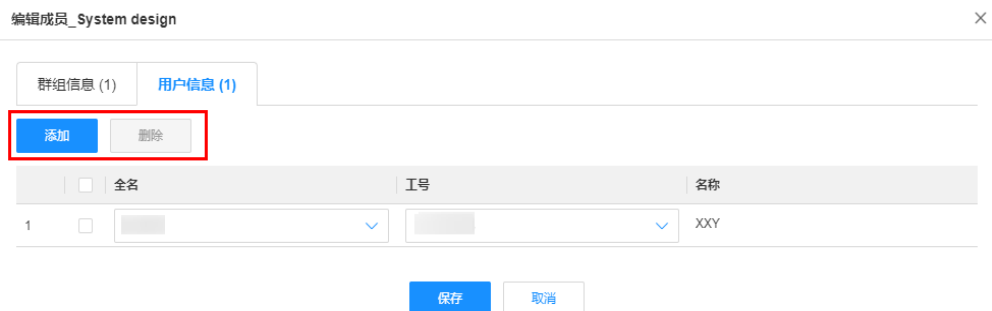 编辑成员_System design
群组信息 (1) 用户信息 (1)
添加 删除
全名 工号 名称
1 XXY
保存 取消